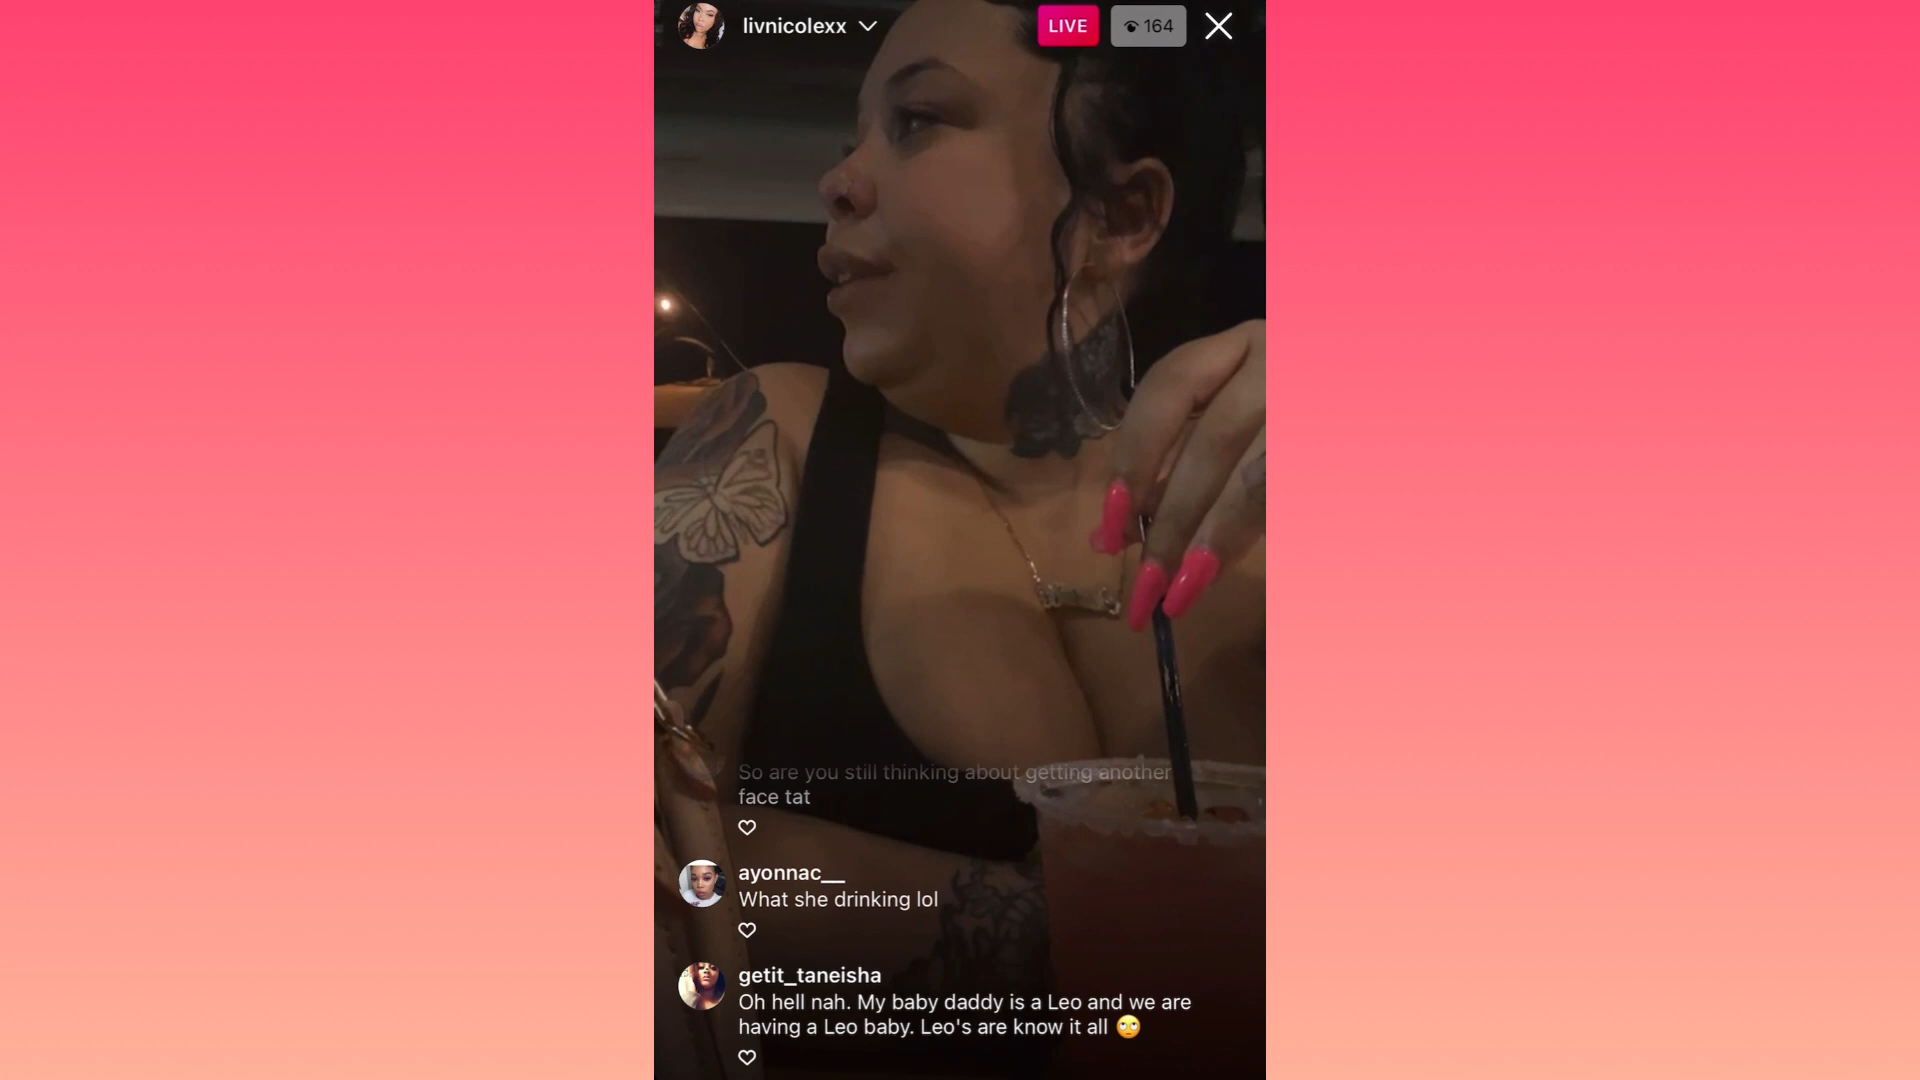 livnicolexx
LIVE
164
So are you still thinking about getting another
face tat
ayonnac__
What she drinking lol
getit_taneisha
Oh hell nah. My baby daddy is a Leo and we are
having a Leo baby. Leo's are know it all 🙄